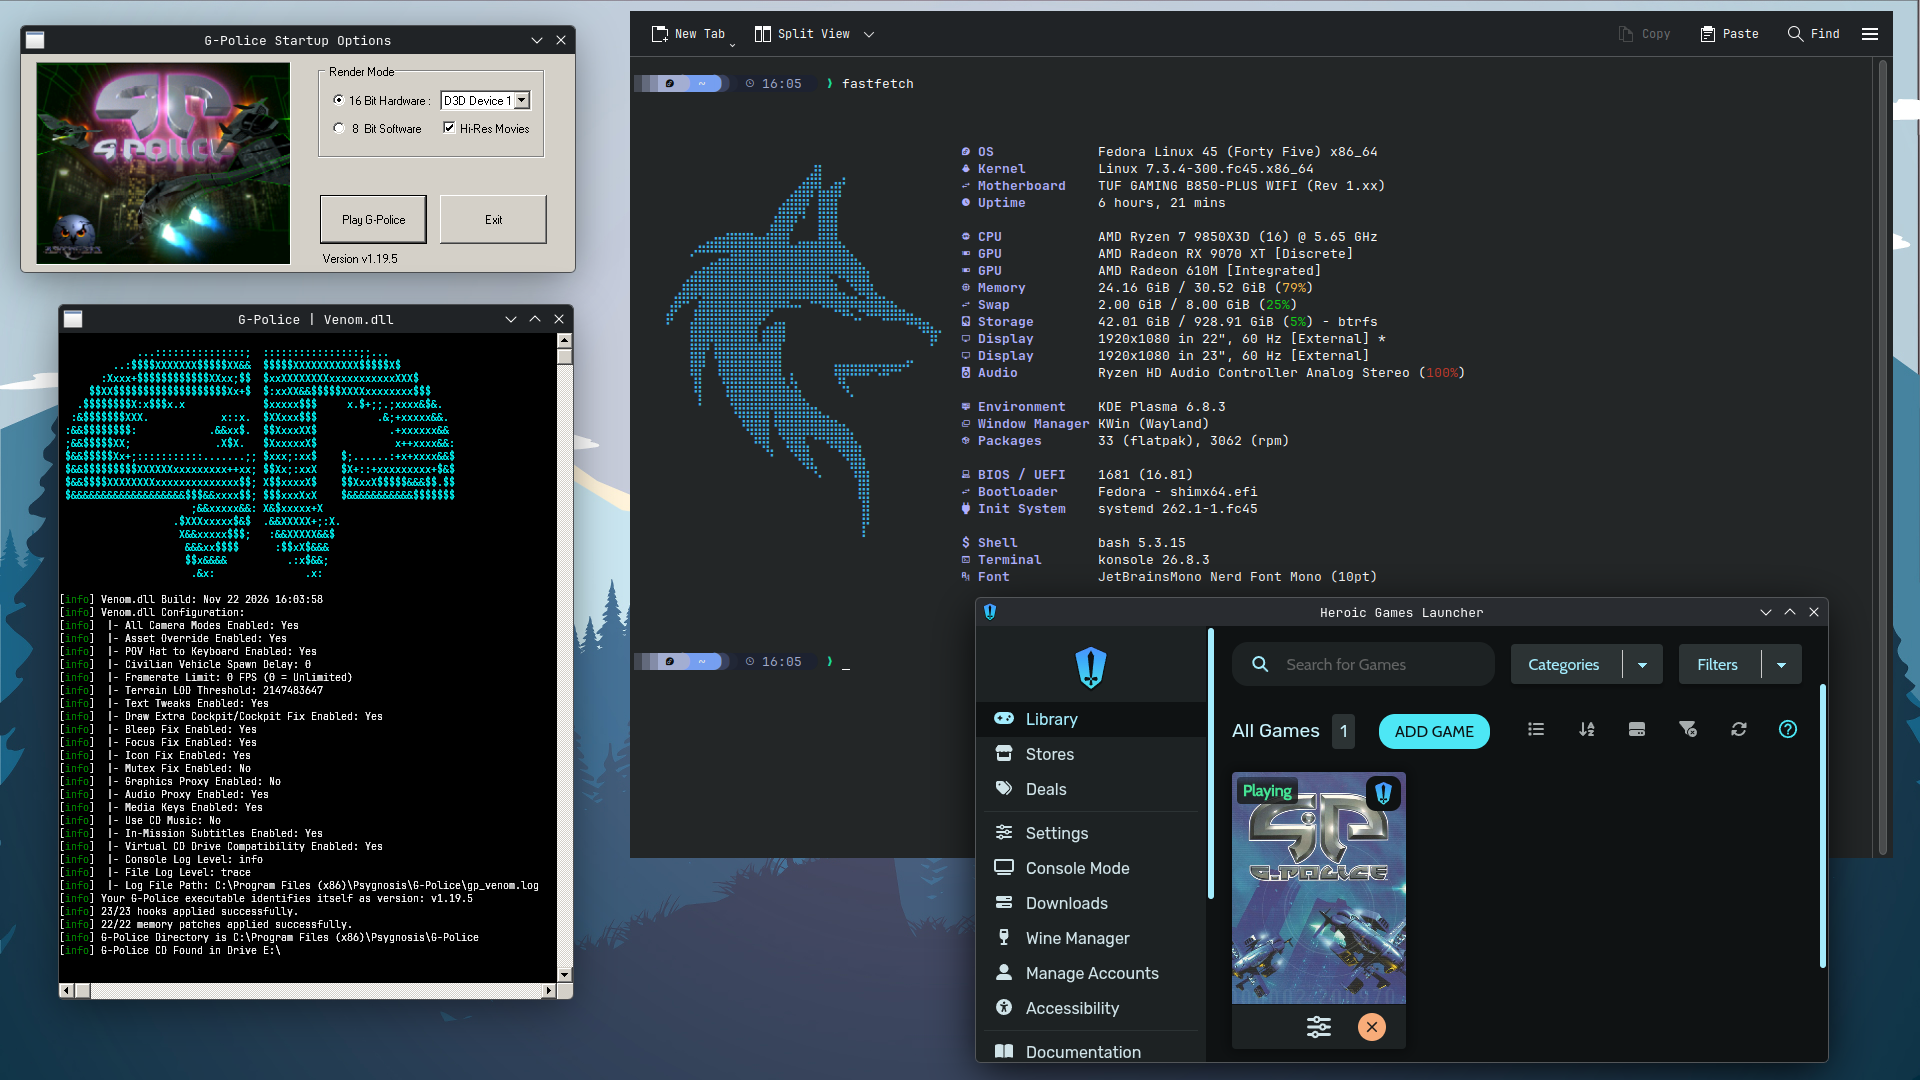 G-Police Startup Options
G POLICE
Render Mode
16 Bit Hardware :
D3D Device 1
8 Bit Software
Hi-Res Movies
Play G-Police
Exit
Version v1.19.5
G-Police | Venom.dll
[info] Venom.dll Build: Nov 22 2026 16:03:58
[info] Venom.dll Configuration:
[info]  |- All Camera Modes Enabled: Yes
[info]  |- Asset Override Enabled: Yes
[info]  |- POV Hat to Keyboard Enabled: Yes
[info]  |- Civilian Vehicle Spawn Delay: 0
[info]  |- Framerate Limit: 0 FPS (0 = Unlimited)
[info]  |- Terrain LOD Threshold: 2147483647
[info]  |- Text Tweaks Enabled: Yes
[info]  |- Draw Extra Cockpit/Cockpit Fix Enabled: Yes
[info]  |- Bleep Fix Enabled: Yes
[info]  |- Focus Fix Enabled: Yes
[info]  |- Icon Fix Enabled: Yes
[info]  |- Mutex Fix Enabled: No
[info]  |- Graphics Proxy Enabled: No
[info]  |- Audio Proxy Enabled: Yes
[info]  |- Media Keys Enabled: Yes
[info]  |- Use CD Music: No
[info]  |- In-Mission Subtitles Enabled: Yes
[info]  |- Virtual CD Drive Compatibility Enabled: Yes
[info]  |- Console Log Level: info
[info]  |- File Log Level: trace
[info]  |- Log File Path: C:\Program Files (x86)\Psygnosis\G-Police\gp_venom.log
[info] Your G-Police executable identifies itself as version: v1.19.5
[info] 23/23 hooks applied successfully.
[info] 22/22 memory patches applied successfully.
[info] G-Police Directory is C:\Program Files (x86)\Psygnosis\G-Police
[info] G-Police CD Found in Drive E:\
New Tab
Split View
Copy
Paste
Find
~ 16:05 ❫ fastfetch
OS Fedora Linux 45 (Forty Five) x86_64
Kernel Linux 7.3.4-300.fc45.x86_64
Motherboard TUF GAMING B850-PLUS WIFI (Rev 1.xx)
Uptime 6 hours, 21 mins
CPU AMD Ryzen 7 9850X3D (16) @ 5.65 GHz
GPU AMD Radeon RX 9070 XT [Discrete]
GPU AMD Radeon 610M [Integrated]
Memory 24.16 GiB / 30.52 GiB (79%)
Swap 2.00 GiB / 8.00 GiB (25%)
Storage 42.01 GiB / 928.91 GiB (5%) - btrfs
Display 1920x1080 in 22", 60 Hz [External] *
Display 1920x1080 in 23", 60 Hz [External]
Audio Ryzen HD Audio Controller Analog Stereo (100%)
Environment KDE Plasma 6.8.3
Window Manager KWin (Wayland)
Packages 33 (flatpak), 3062 (rpm)
BIOS / UEFI 1681 (16.81)
Bootloader Fedora - shimx64.efi
Init System systemd 262.1-1.fc45
Shell bash 5.3.15
Terminal konsole 26.8.3
Font JetBrainsMono Nerd Font Mono (10pt)
~ 16:05 ❫ _
Heroic Games Launcher
Library
Stores
Deals
Settings
Console Mode
Downloads
Wine Manager
Manage Accounts
Accessibility
Documentation
Search for Games
Categories
Filters
All Games 1
ADD GAME
Playing
G-POLICE